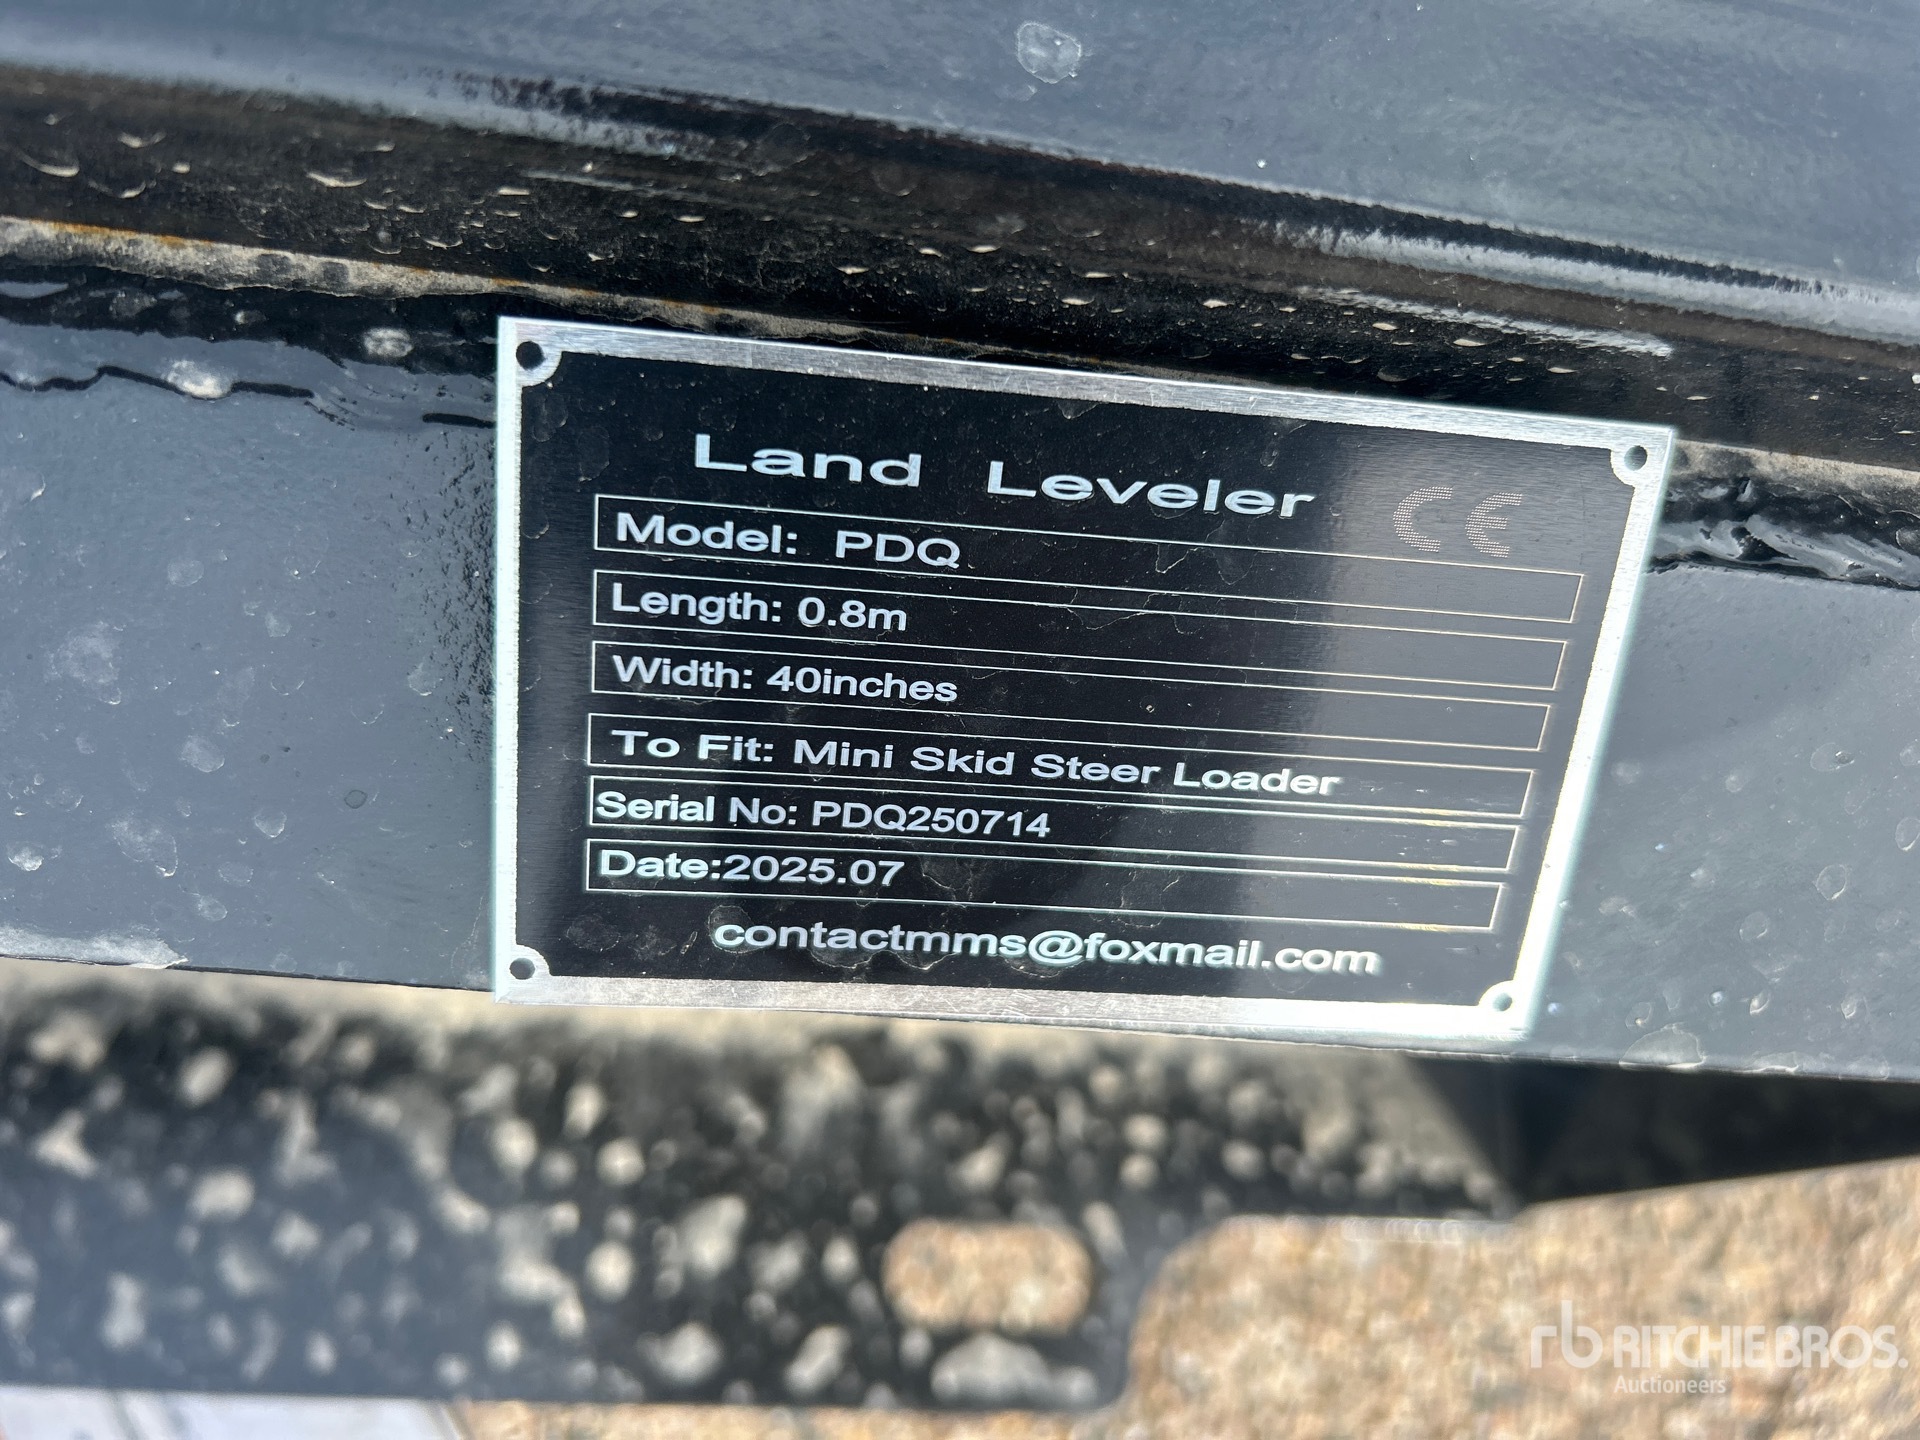 Land Leveler CE
Model: PDQ
Length: 0.8m
Width: 40inches
To Fit: Mini Skid Steer Loader
Serial No: PDQ250714
Date:2025.07
contactmms@foxmail.com
rb RITCHIE BROS.
Auctioneers